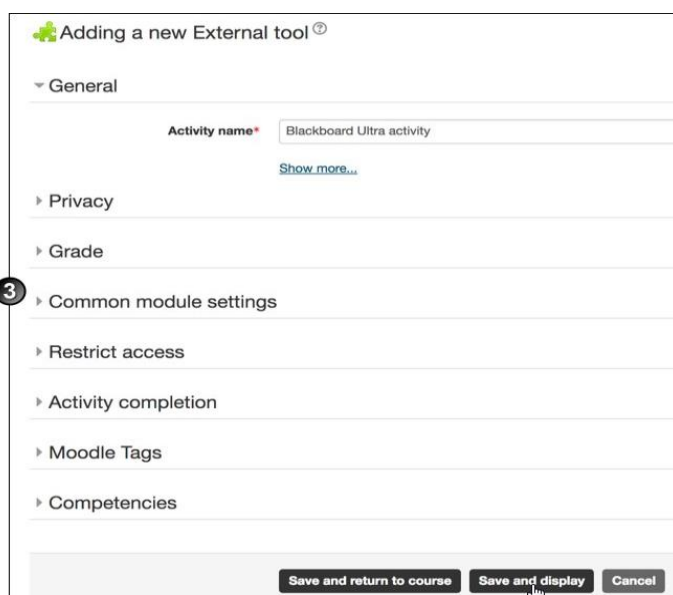 Adding a new External tool ?
General
Activity name* Blackboard Ultra activity
Show more...
Privacy
Grade
3 Common module settings
Restrict access
Activity completion
Moodle Tags
Competencies
Save and return to course Save and display Cancel